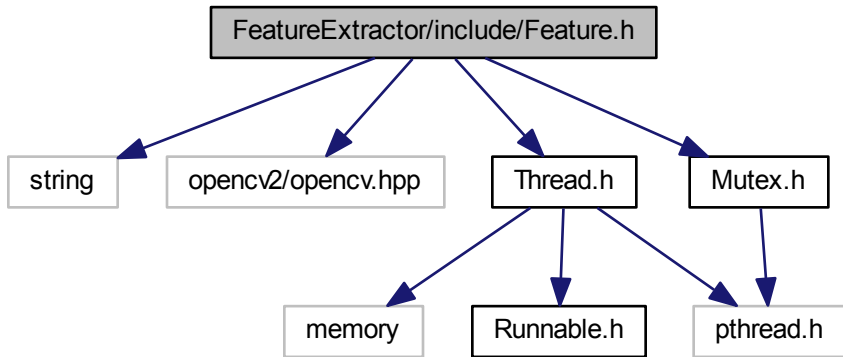 FeatureExtractor/include/Feature.h
string
opencv2/opencv.hpp
Thread.h
Mutex.h
memory
Runnable.h
pthread.h